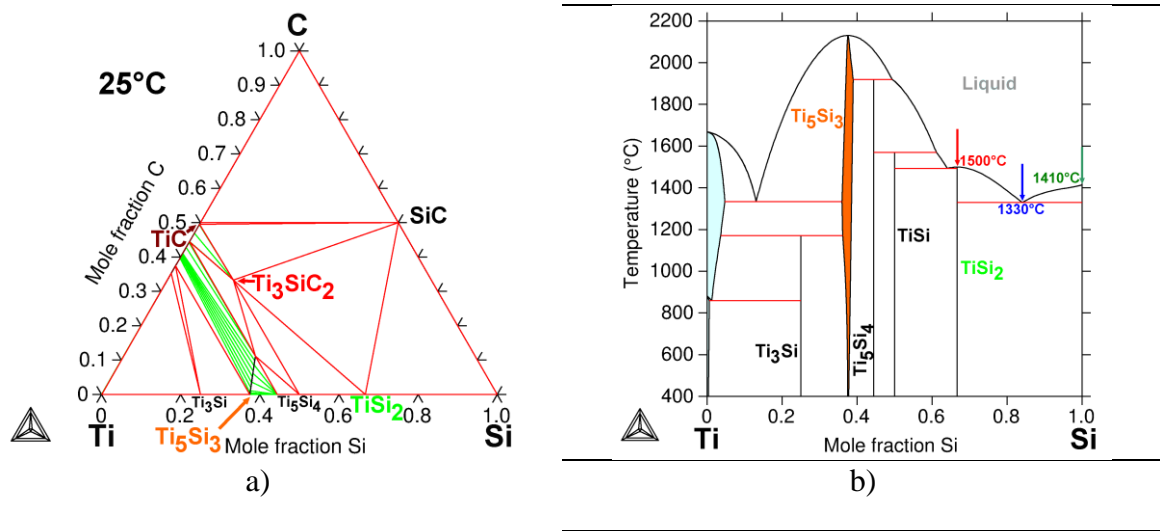 C
1.0
25°C
0.9
0.8
0.7
0.6
0.5
SiC
TiC
0.4
Mole fraction C
Ti3SiC2
0.3
0.2
0.1
0
Ti3Si
Ti5Si4
TiSi2
0
0.2
0.4
0.6
0.8
1.0
Ti
Ti5Si3
Mole fraction Si
Si
a)
2200
2000
1800
1600
1400
1200
1000
800
600
400
Temperature (°C)
Liquid
Ti5Si3
1500°C
1410°C
1330°C
TiSi
TiSi2
Ti3Si
Ti5Si4
0
0.2
0.4
0.6
0.8
1.0
Ti
Mole fraction Si
Si
b)